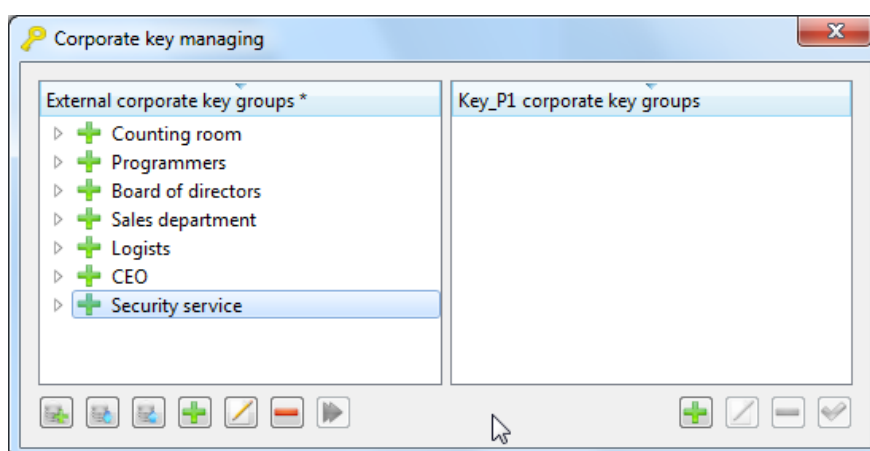 Corporate key managing
External corporate key groups *
Key_P1 corporate key groups
Counting room
Programmers
Board of directors
Sales department
Logists
CEO
Security service